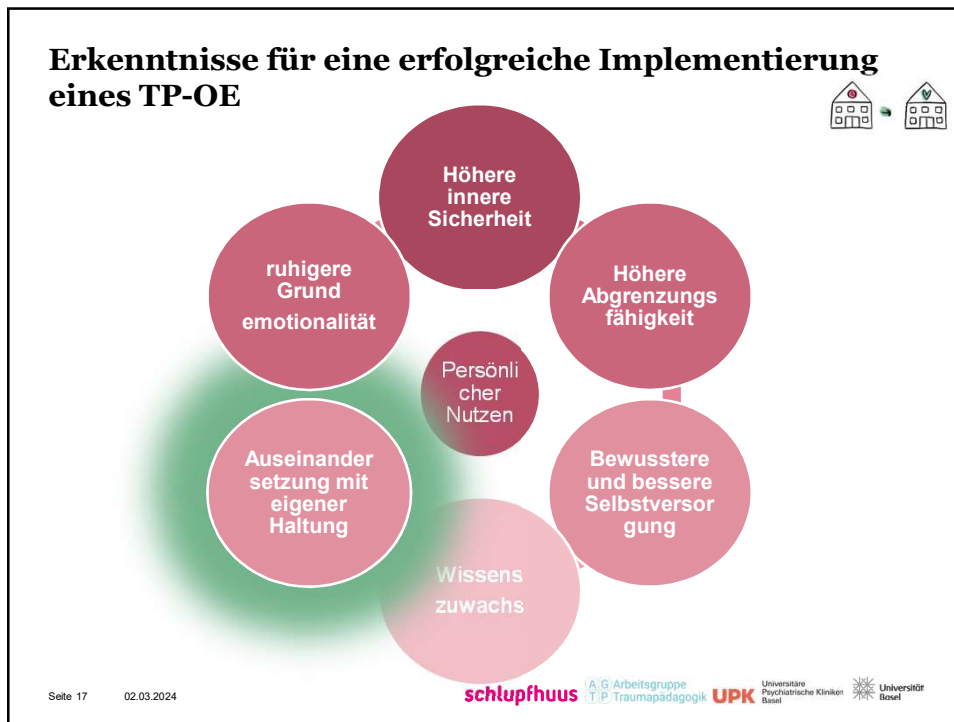 Erkenntnisse für eine erfolgreiche Implementierung
eines TP-OE
Höhere
innere
Sicherheit
ruhigere
Grund
emotionalität
Höhere
Abgrenzungs
fähigkeit
Persönli
cher
Nutzen
Auseinander
setzung mit
eigener
Haltung
Bewusstere
und bessere
Selbstversor
gung
Wissens
zuwachs
Seite 17 02.03.2024
schlupfhuus
AG Arbeitsgruppe
TP Traumapädagogik
UPK
Universitäre
Psychiatrische Kliniken
Basel
Universität
Basel